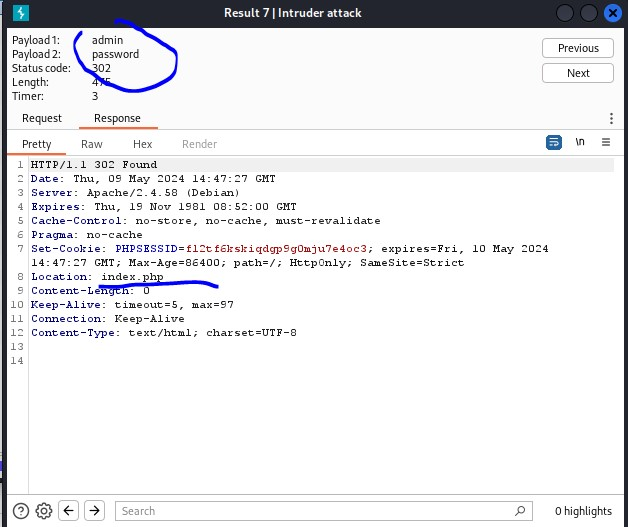 Result 7 | Intruder attack
Payload 1: admin
Payload 2: password
Status code: 302
Length: 475
Timer: 3
Previous
Next
Request Response
Pretty Raw Hex Render
\n
1 HTTP/1.1 302 Found
2 Date: Thu, 09 May 2024 14:47:27 GMT
3 Server: Apache/2.4.58 (Debian)
4 Expires: Thu, 19 Nov 1981 08:52:00 GMT
5 Cache-Control: no-store, no-cache, must-revalidate
6 Pragma: no-cache
7 Set-Cookie: PHPSESSID=fl2tf6kskiqdgp9g0mju7e4oc3; expires=Fri, 10 May 2024
14:47:27 GMT; Max-Age=86400; path=/; HttpOnly; SameSite=Strict
8 Location: index.php
9 Content-Length: 0
10 Keep-Alive: timeout=5, max=97
11 Connection: Keep-Alive
12 Content-Type: text/html; charset=UTF-8
13
14
Search
0 highlights